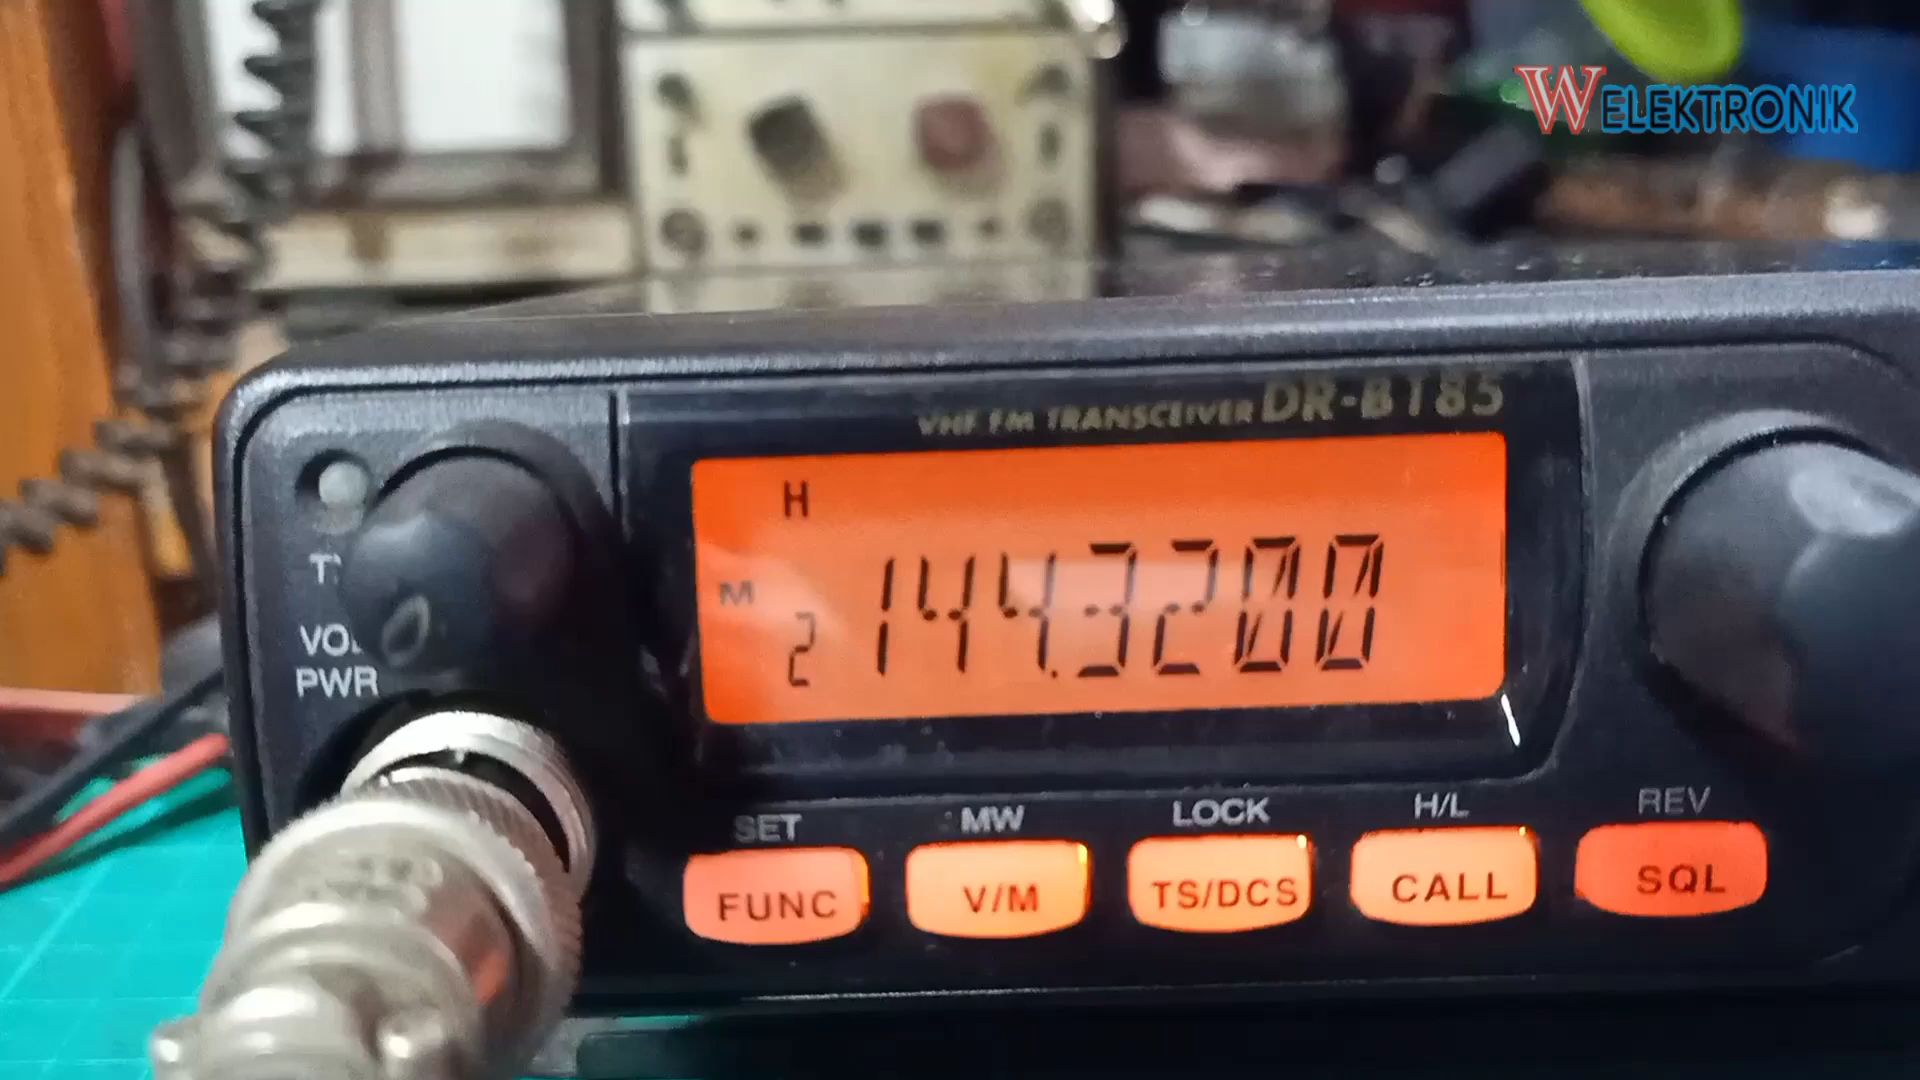 WELEKTRONIK
VHF FM TRANSCEIVER DR-B185
H
M
2 144.3200
VOL
PWR
SET MW LOCK H/L REV
FUNC V/M TS/DCS CALL SQL